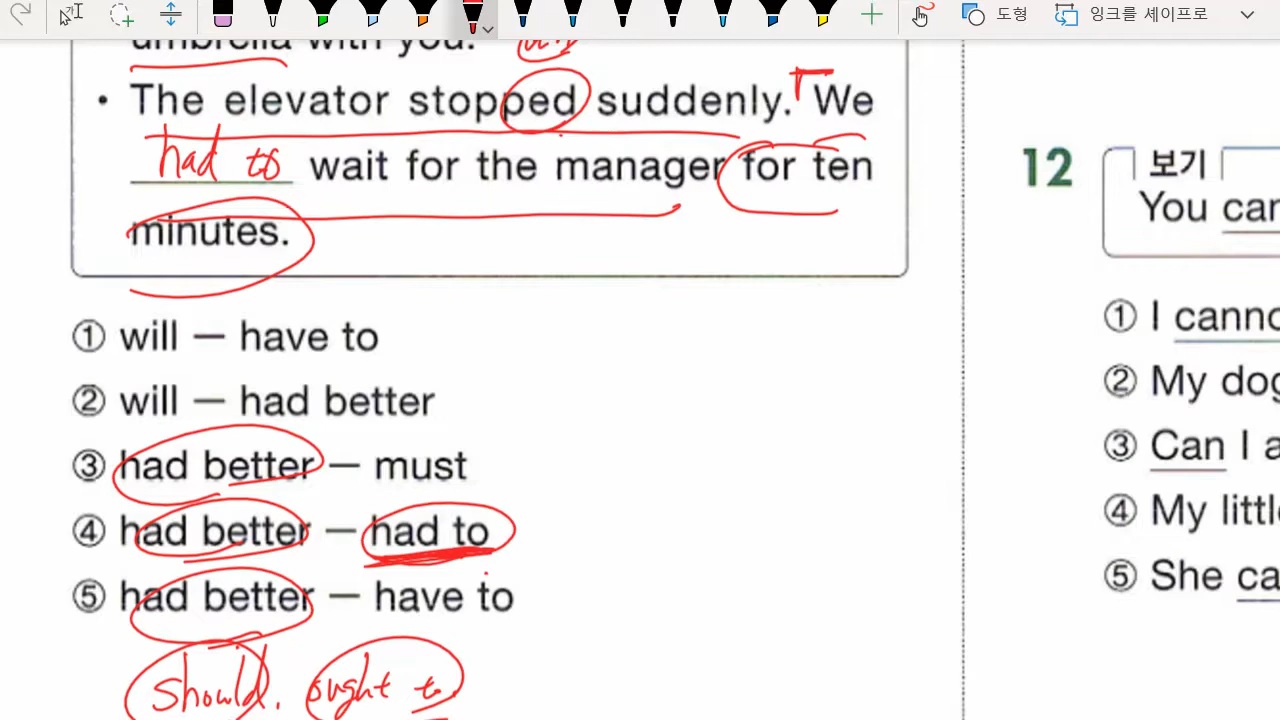 도형
잉크를 셰이프로
umbrella with you.
• The elevator stopped suddenly. We
had to wait for the manager for ten
minutes.
① will — have to
② will — had better
③ had better — must
④ had better — had to
⑤ had better — have to
should. ought to
12
보기
You can
① I canno
② My dog
③ Can I a
④ My little
⑤ She ca